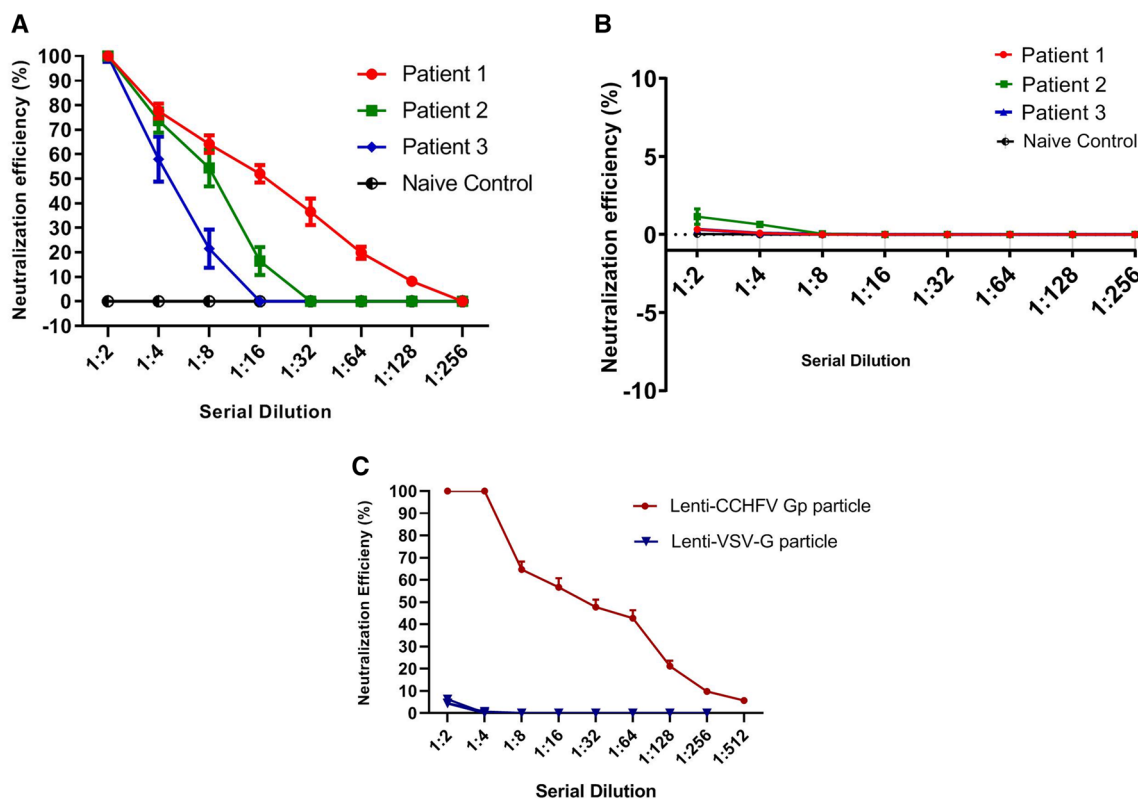 A
Neutralization efficiency (%)
100
90
80
70
60
50
40
30
20
10
0
-10
1:2
1:4
1:8
1:16
1:32
1:64
1:128
1:256
Serial Dilution
Patient 1
Patient 2
Patient 3
Naive Control
B
Neutralization efficiency (%)
10
5
0
-5
-10
1:2
1:4
1:8
1:16
1:32
1:64
1:128
1:256
Serial Dilution
Patient 1
Patient 2
Patient 3
Naive Control
C
Neutralization Efficieny (%)
100
90
80
70
60
50
40
30
20
10
0
1:2
1:4
1:8
1:16
1:32
1:64
1:128
1:256
1:512
Serial Dilution
Lenti-CCHFV Gp particle
Lenti-VSV-G particle